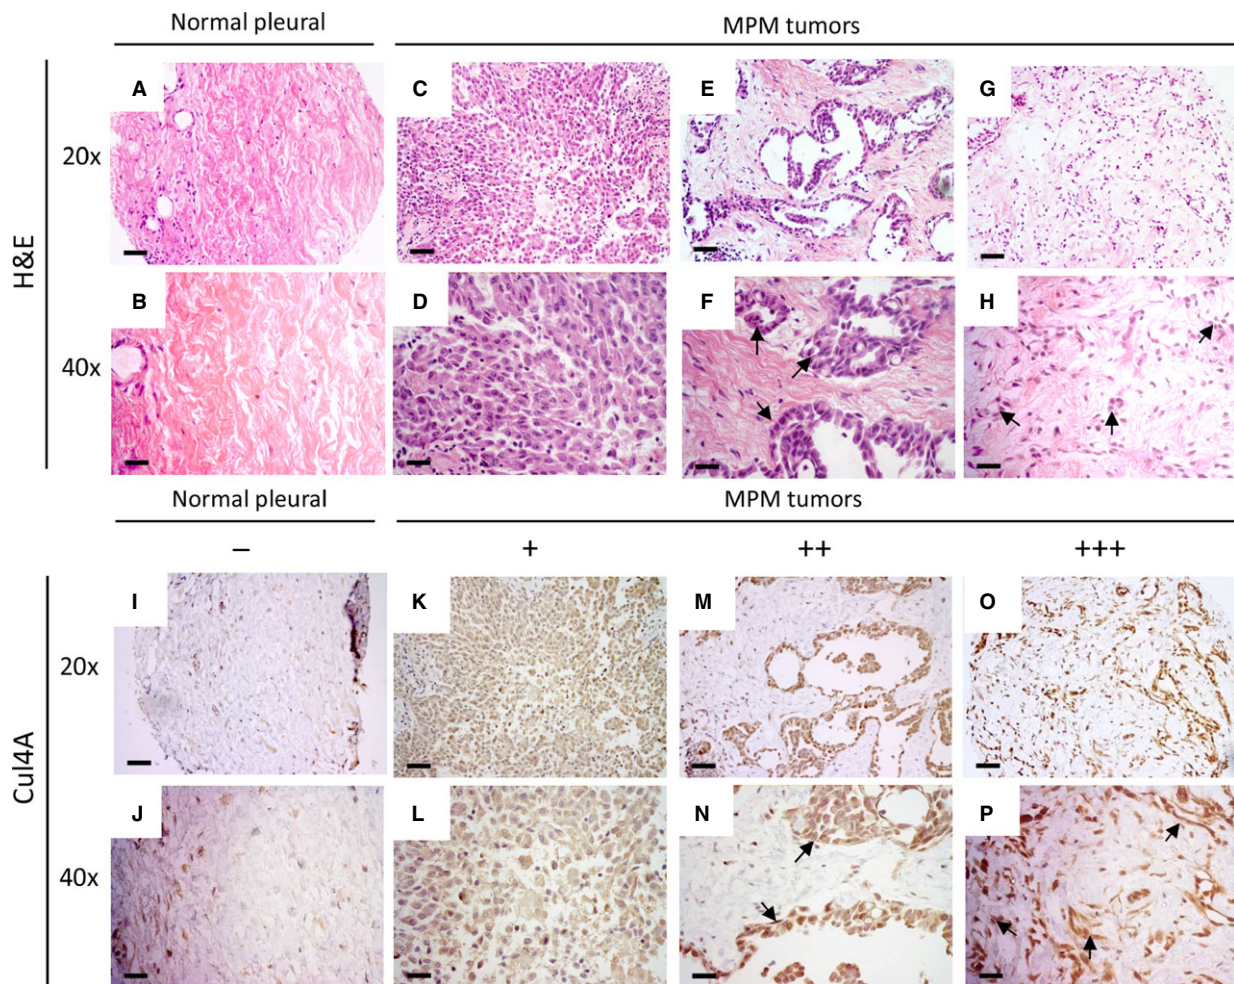 Normal pleural MPM tumors
H&E
20x
A C E G
40x
B D F H
Normal pleural MPM tumors
– + ++ +++
Cul4A
20x
I K M O
40x
J L N P